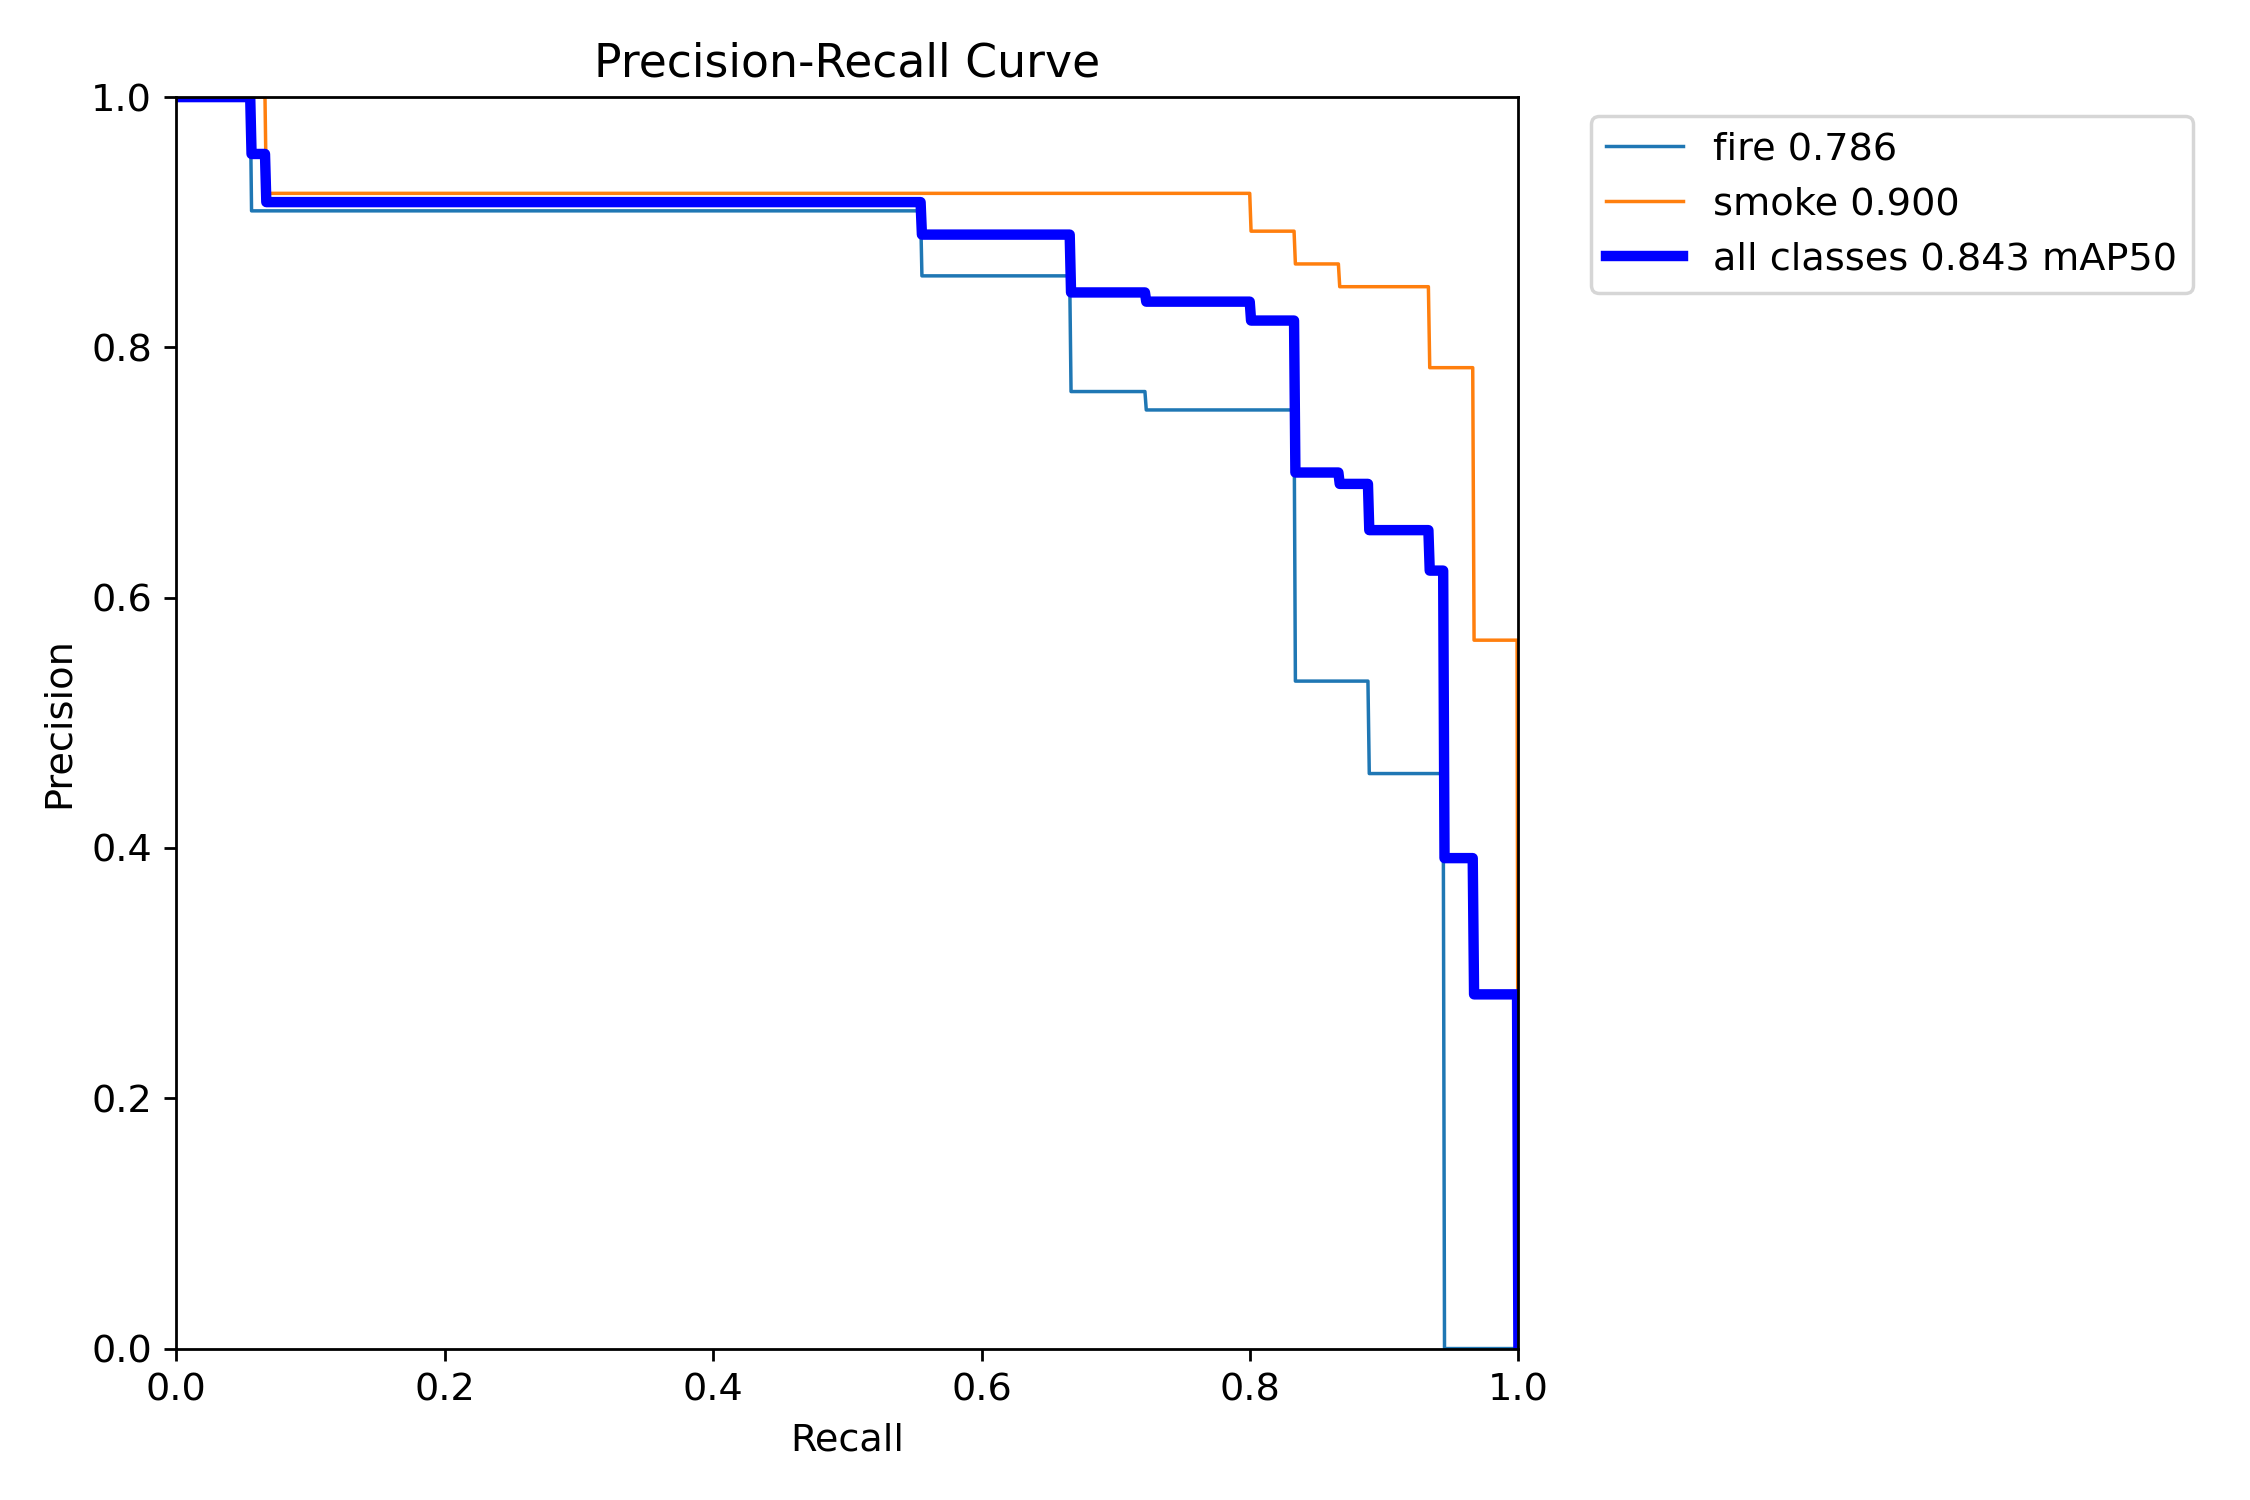 Precision-Recall Curve
1.0
0.8
0.6
0.4
0.2
0.0
Precision
0.0 0.2 0.4 0.6 0.8 1.0
Recall
fire 0.786
smoke 0.900
all classes 0.843 mAP50